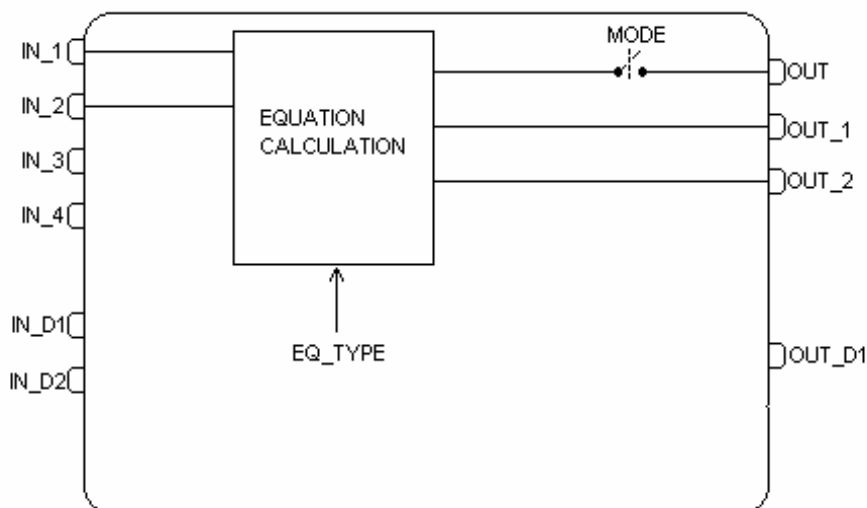 MODE
IN_1
OUT
IN_2
EQUATION
CALCULATION
OUT_1
IN_3
OUT_2
IN_4
IN_D1
EQ_TYPE
OUT_D1
IN_D2